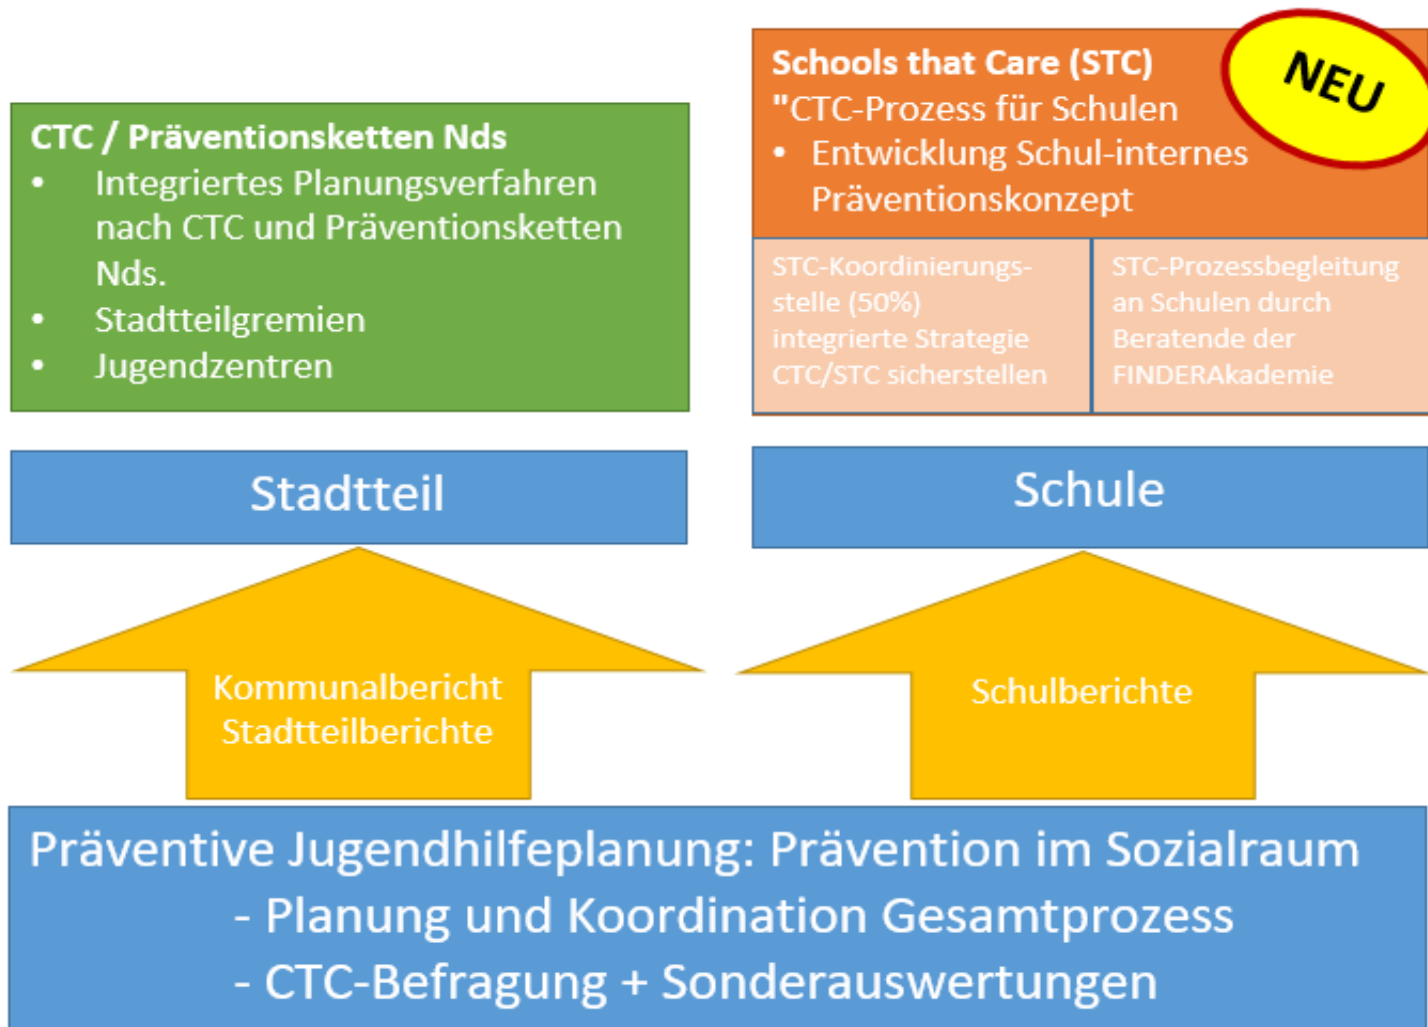 CTC / Präventionsketten Nds
• Integriertes Planungsverfahren
nach CTC und Präventionsketten
Nds.
• Stadtteilgremien
• Jugendzentren
Schools that Care (STC)
"CTC-Prozess für Schulen
• Entwicklung Schul-internes
Präventionskonzept
NEU
STC-Koordinierungs-
stelle (50%)
integrierte Strategie
CTC/STC sicherstellen
STC-Prozessbegleitung
an Schulen durch
Beratende der
FINDERAkademie
Stadtteil
Schule
Kommunalbericht
Stadtteilberichte
Schulberichte
Präventive Jugendhilfeplanung: Prävention im Sozialraum
- Planung und Koordination Gesamtprozess
- CTC-Befragung + Sonderauswertungen